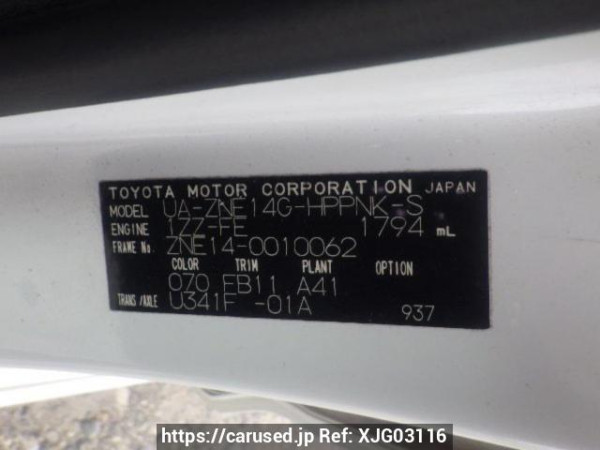 TOYOTA MOTOR CORPORATION JAPAN
MODEL UA-ZNE14G-HPPNK-S
ENGINE 1ZZ-FE 1794 mL
FRAME No. ZNE14-0010062
COLOR TRIM PLANT OPTION
070 FB11 A41
TRANS/AXLE U341F -01A 937
https://carused.jp Ref: XJG03116